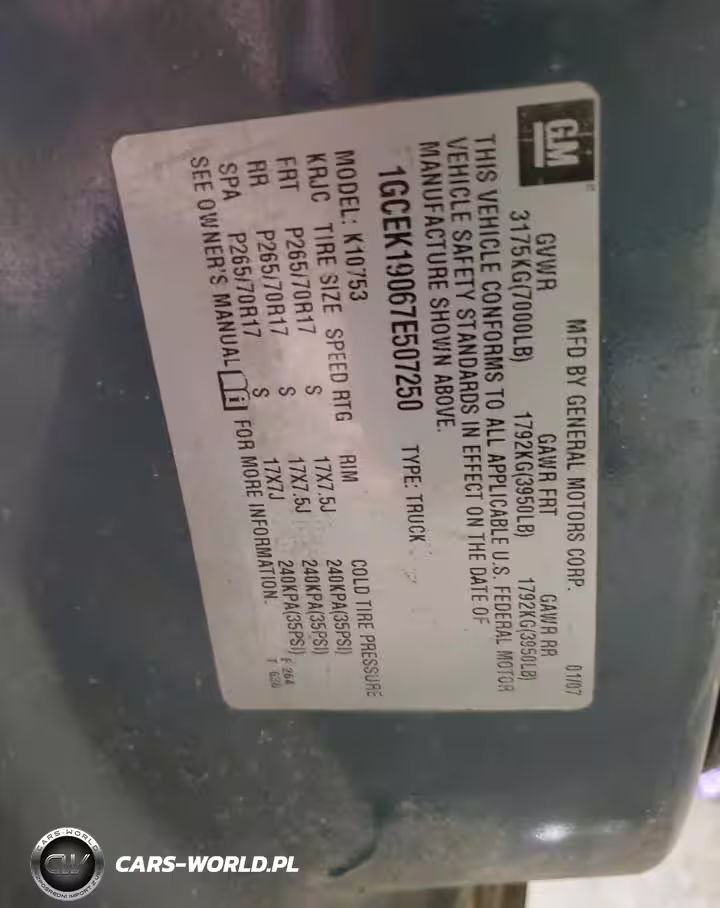 GM
MFD BY GENERAL MOTORS CORP. 01/07
GVWR GAWR FRT GAWR RR
3175KG(7000LB) 1792KG(3950LB) 1792KG(3950LB)
THIS VEHICLE CONFORMS TO ALL APPLICABLE U.S. FEDERAL MOTOR
VEHICLE SAFETY STANDARDS IN EFFECT ON THE DATE OF
MANUFACTURE SHOWN ABOVE.
1GCEK19067E507250 TYPE: TRUCK
MODEL: K10753
KRJC TIRE SIZE SPEED RTG RIM COLD TIRE PRESSURE
FRT P265/70R17 S 17X7.5J 240KPA(35PSI)
RR P265/70R17 S 17X7.5J 240KPA(35PSI)
SPA P265/70R17 S 17X7J 240KPA(35PSI)
SEE OWNER'S MANUAL FOR MORE INFORMATION.
F 264
CARS-WORLD
CW
CARS-WORLD.PL